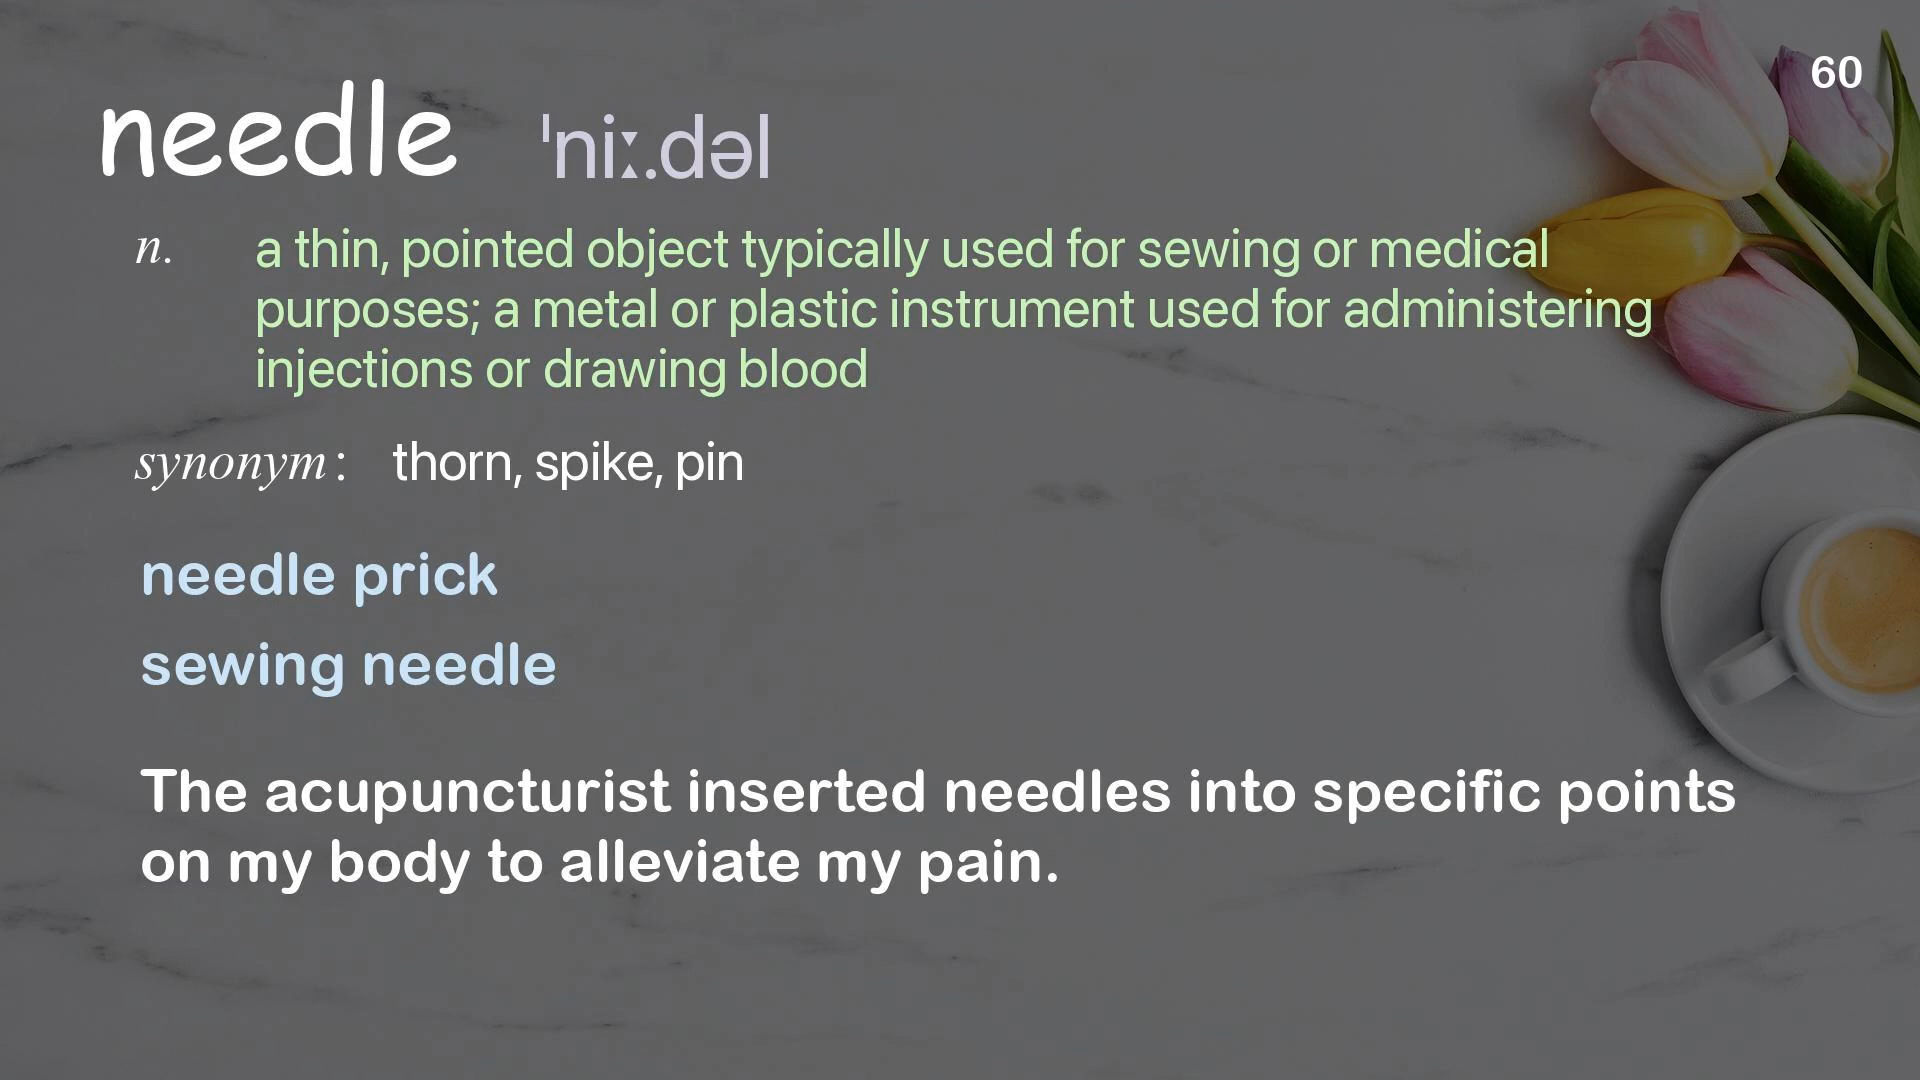 60
needle ˈniː.dəl
n. a thin, pointed object typically used for sewing or medical
purposes; a metal or plastic instrument used for administering
injections or drawing blood
synonym: thorn, spike, pin
needle prick
sewing needle
The acupuncturist inserted needles into specific points
on my body to alleviate my pain.